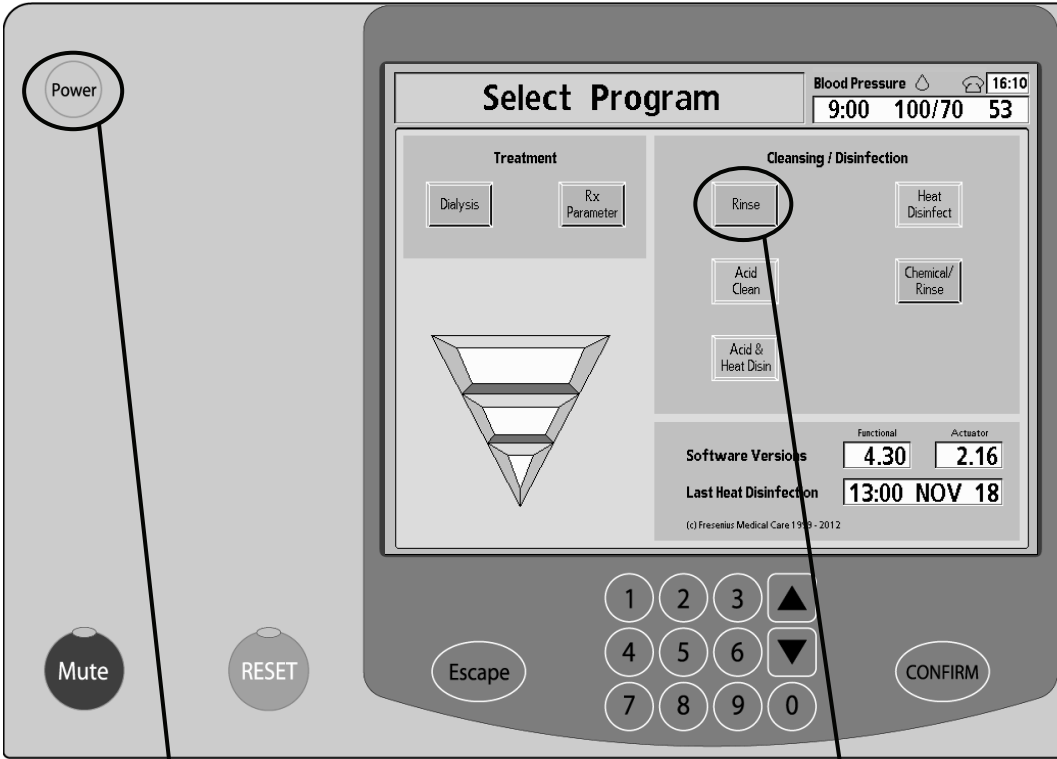 Power
Select Program
Blood Pressure 16:10
9:00 100/70 53
Treatment
Dialysis
Rx
Parameter
Cleansing / Disinfection
Rinse
Heat
Disinfect
Acid
Clean
Chemical/
Rinse
Acid &
Heat Disin
Functional Actuator
Software Versions 4.30 2.16
Last Heat Disinfection 13:00 NOV 18
(c) Fresenius Medical Care 1999 - 2012
Mute
RESET
Escape
1 2 3
4 5 6
7 8 9 0
CONFIRM